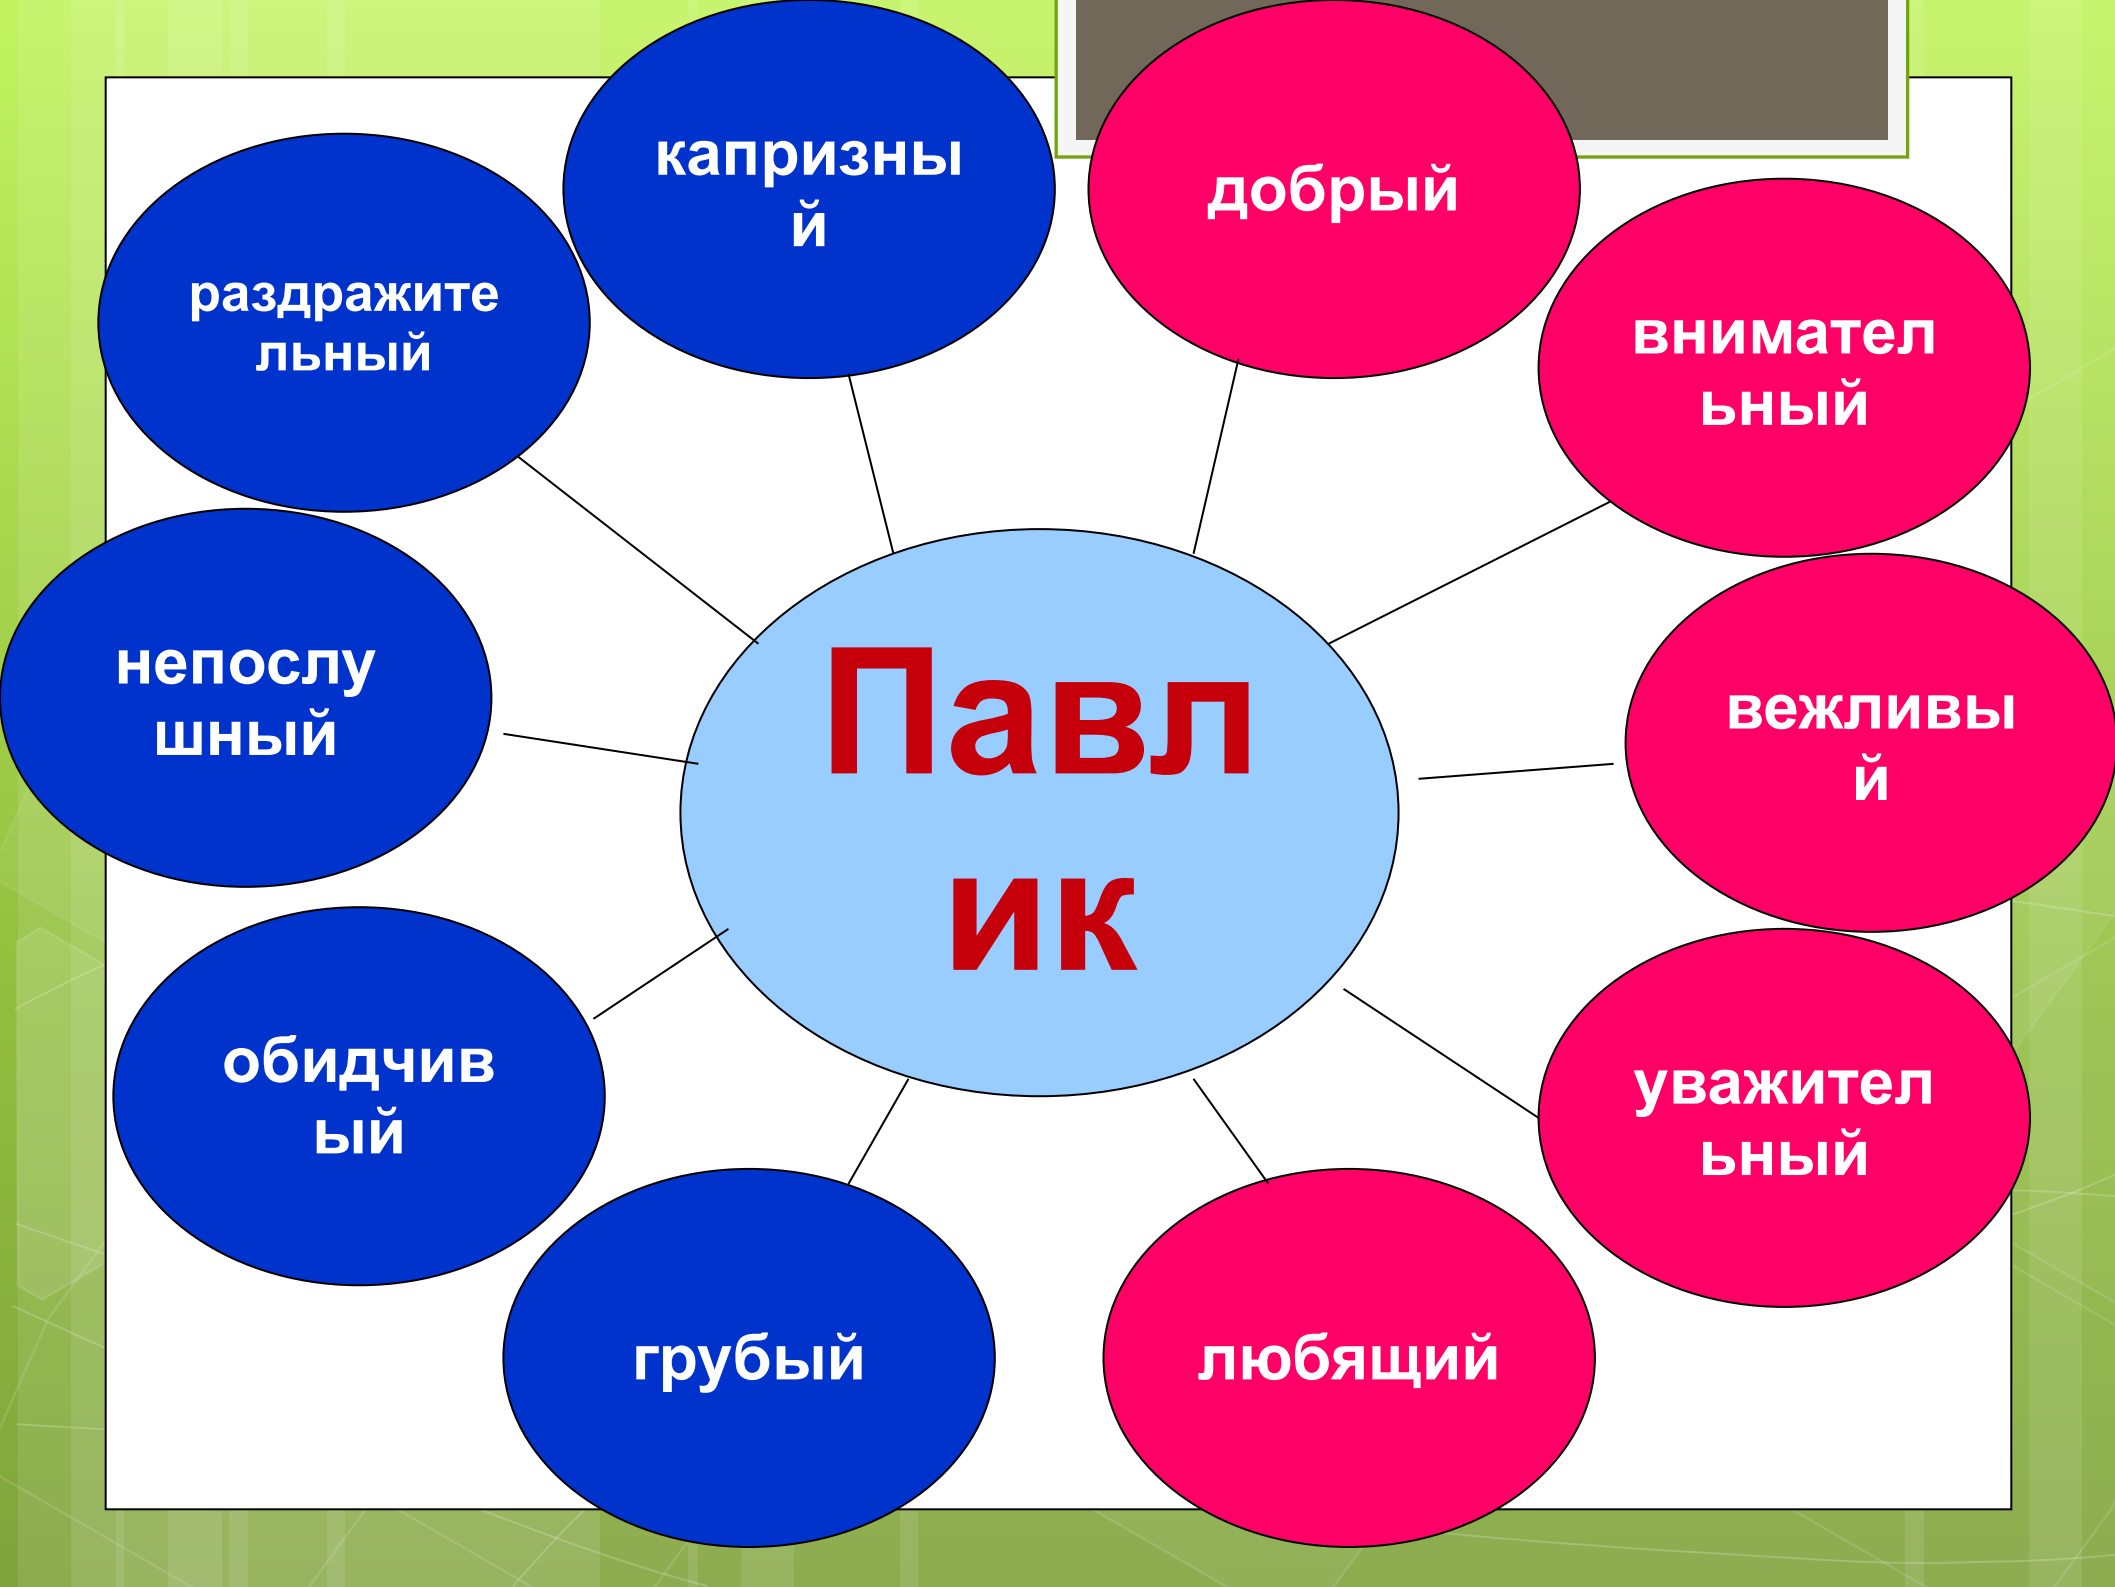 капризны
й
добрый
раздражите
льный
внимател
ьный
непослу
шный
Павл
ик
вежливы
й
обидчив
ый
уважител
ьный
грубый
любящий